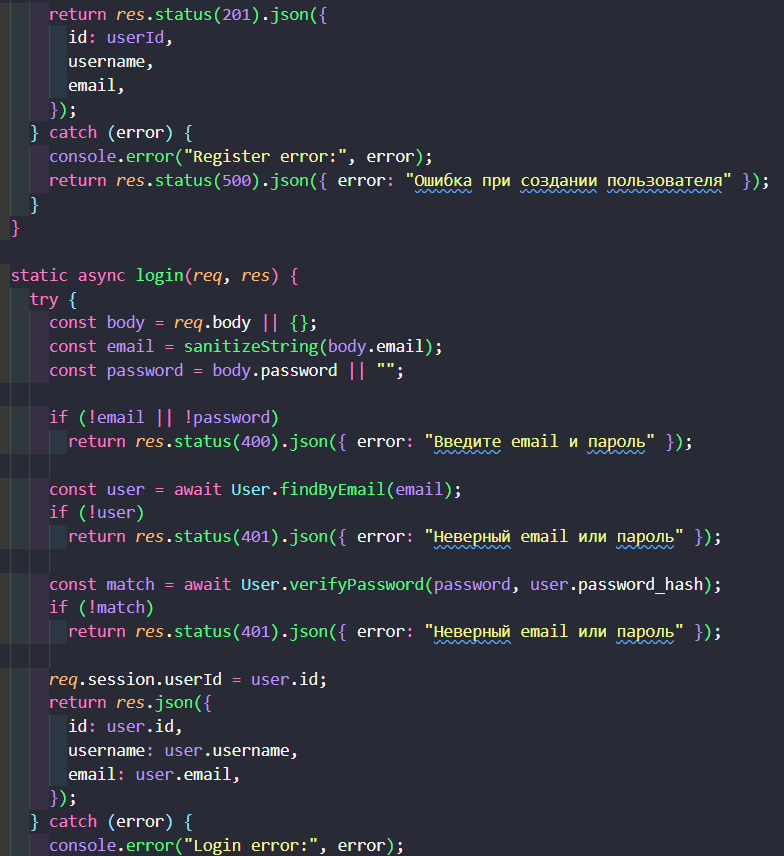 return res.status(201).json({
id: userId,
username,
email,
});
} catch (error) {
console.error("Register error:", error);
return res.status(500).json({ error: "Ошибка при создании пользователя" });
}
}
static async login(req, res) {
try {
const body = req.body || {};
const email = sanitizeString(body.email);
const password = body.password || "";
if (!email || !password)
return res.status(400).json({ error: "Введите email и пароль" });
const user = await User.findByEmail(email);
if (!user)
return res.status(401).json({ error: "Неверный email или пароль" });
const match = await User.verifyPassword(password, user.password_hash);
if (!match)
return res.status(401).json({ error: "Неверный email или пароль" });
req.session.userId = user.id;
return res.json({
id: user.id,
username: user.username,
email: user.email,
});
} catch (error) {
console.error("Login error:", error);